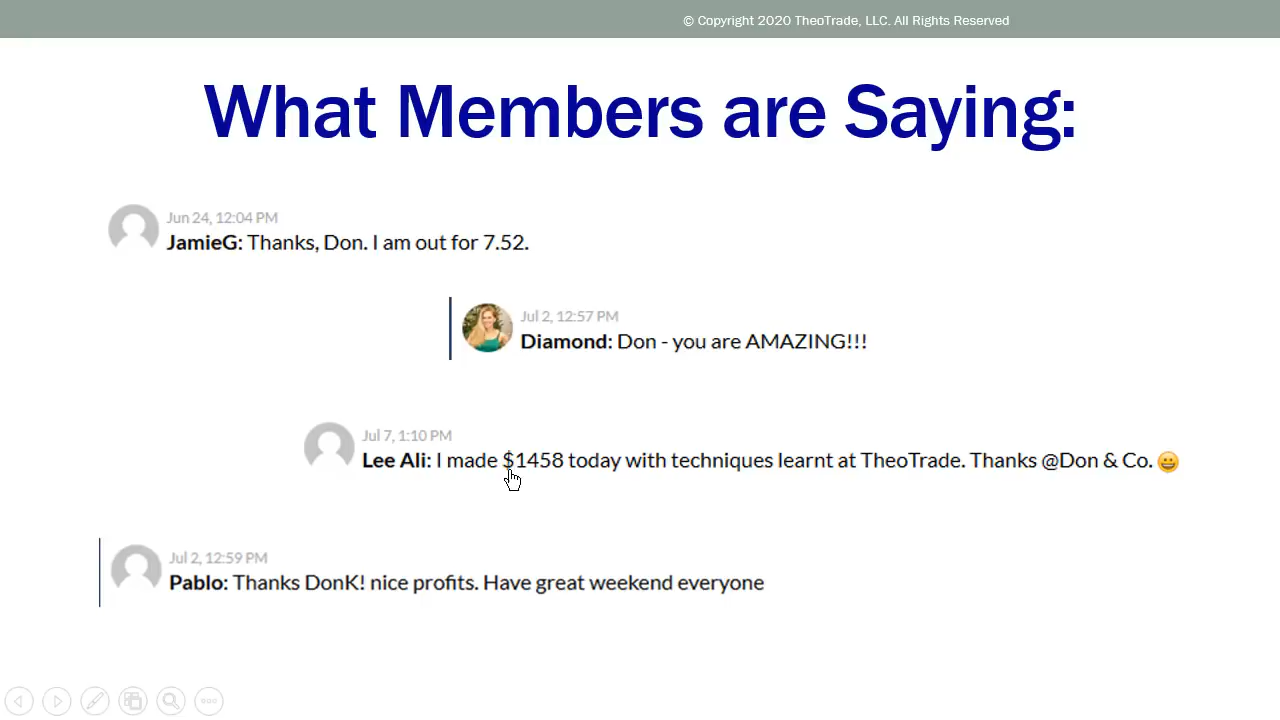 © Copyright 2020 TheoTrade, LLC. All Rights Reserved
What Members are Saying:
Jun 24, 12:04 PM
JamieG: Thanks, Don. I am out for 7.52.
Jul 2, 12:57 PM
Diamond: Don - you are AMAZING!!!
Jul 7, 1:10 PM
Lee Ali: I made $1458 today with techniques learnt at TheoTrade. Thanks @Don & Co. 😀
Jul 2, 12:59 PM
Pablo: Thanks DonK! nice profits. Have great weekend everyone